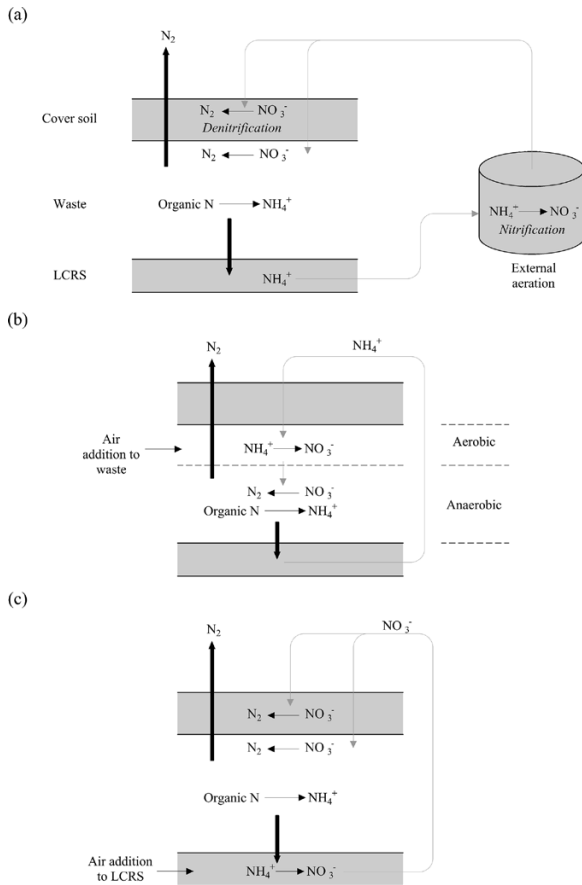 (a)
N₂
Cover soil
N₂ NO₃⁻
Denitrification
N₂ NO₃⁻
Waste
Organic N NH₄⁺
NH₄⁺ NO₃⁻
Nitrification
LCRS
NH₄⁺
External
aeration
(b)
N₂
NH₄⁺
Air
addition to
waste
NH₄⁺ NO₃⁻
Aerobic
N₂ NO₃⁻
Organic N NH₄⁺
Anaerobic
(c)
N₂
NO₃⁻
N₂ NO₃⁻
N₂ NO₃⁻
Organic N NH₄⁺
Air addition
to LCRS
NH₄⁺ NO₃⁻